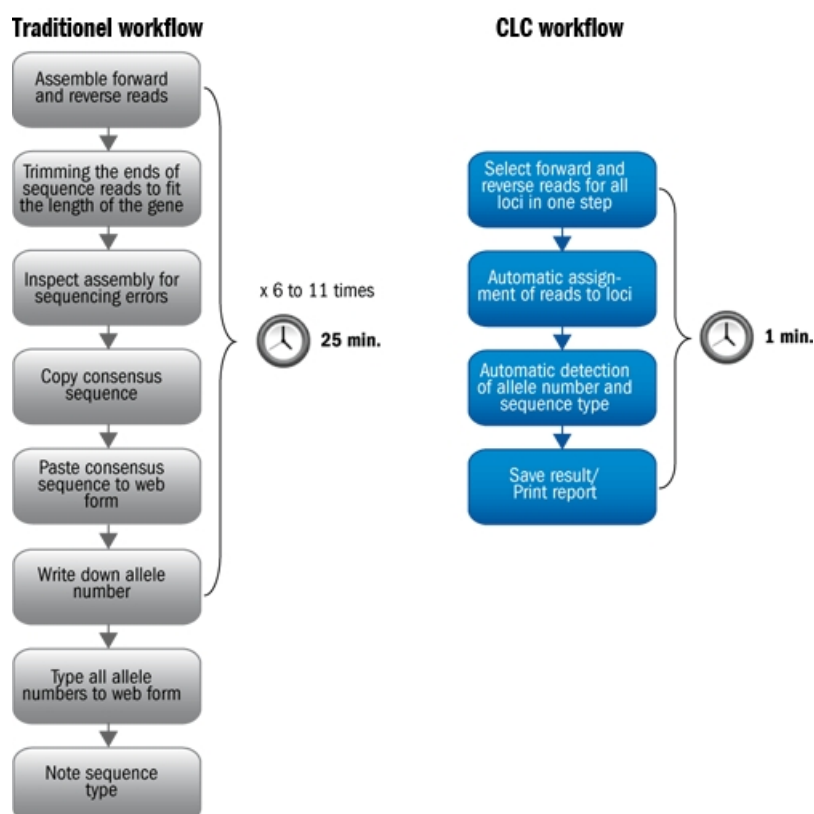 Traditionel workflow
Assemble forward
and reverse reads
Trimming the ends of
sequence reads to fit
the length of the gene
Inspect assembly for
sequencing errors
Copy consensus
sequence
Paste consensus
sequence to web
form
Write down allele
number
Type all allele
numbers to web form
Note sequence
type
x 6 to 11 times
25 min.
CLC workflow
Select forward and
reverse reads for all
loci in one step
Automatic assign-
ment of reads to loci
Automatic detection
of allele number and
sequence type
Save result/
Print report
1 min.